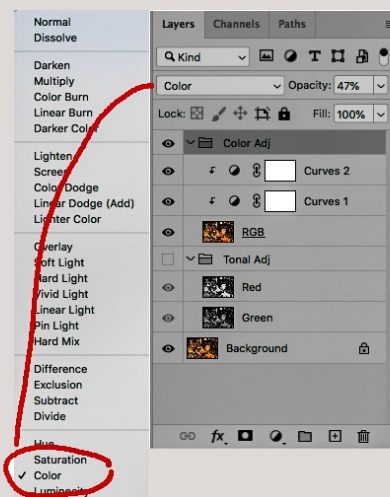 Normal
Dissolve
Darken
Multiply
Color Burn
Linear Burn
Darker Color
Lighten
Screen
Color Dodge
Linear Dodge (Add)
Lighter Color
Overlay
Soft Light
Hard Light
Vivid Light
Linear Light
Pin Light
Hard Mix
Difference
Exclusion
Subtract
Divide
Hue
Saturation
✓ Color
Luminosity
Layers Channels Paths
Kind T
Color Opacity: 47%
Lock: Fill: 100%
Color Adj
Curves 2
Curves 1
RGB
Tonal Adj
Red
Green
Background
fx